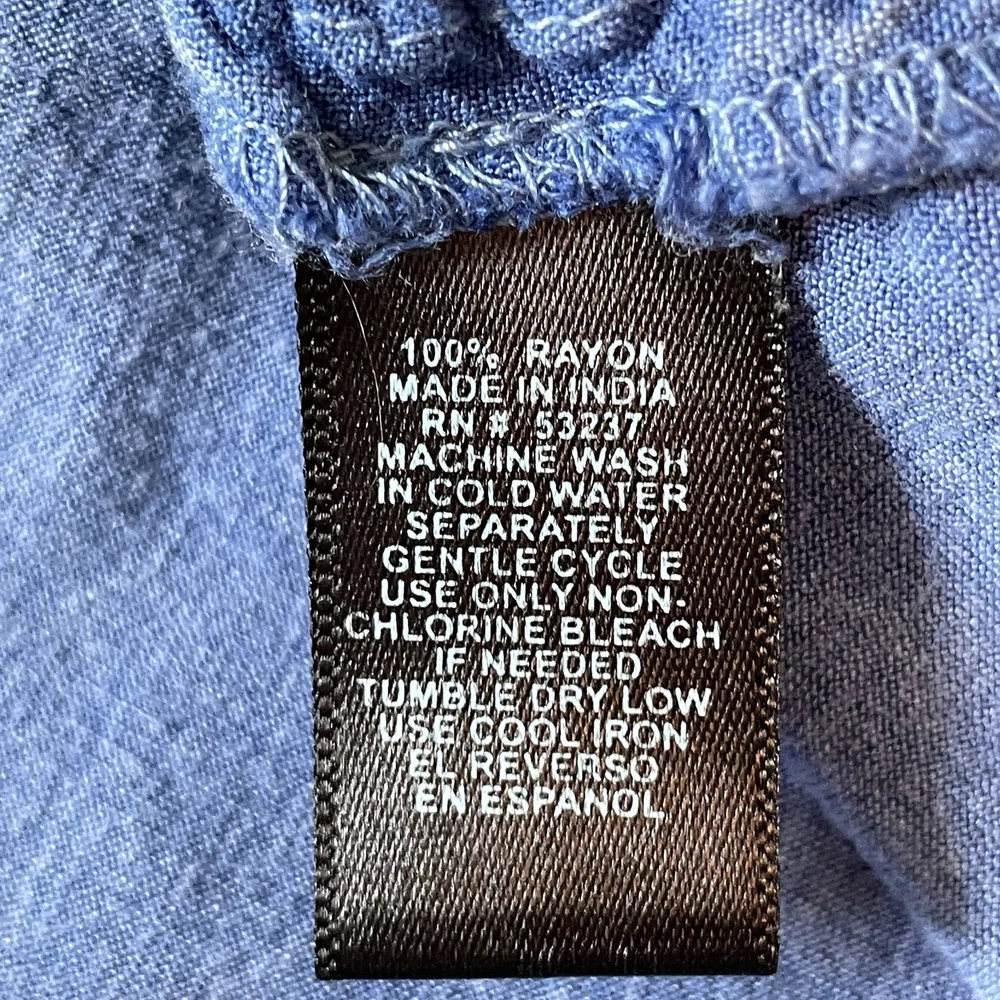 100% RAYON
MADE IN INDIA
RN # 53237
MACHINE WASH
IN COLD WATER
SEPARATELY
GENTLE CYCLE
USE ONLY NON-
CHLORINE BLEACH
IF NEEDED
TUMBLE DRY LOW
USE COOL IRON
EL REVERSO
EN ESPANOL